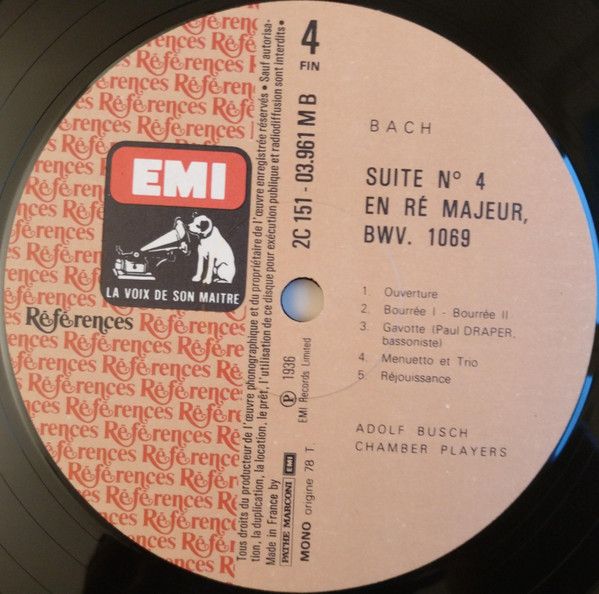 Références
EMI
LA VOIX DE SON MAITRE
Références
4
FIN
BACH
SUITE N° 4
EN RÉ MAJEUR,
BWV. 1069
1. Ouverture
2. Bourrée I - Bourrée II
3. Gavotte (Paul DRAPER,
bassoniste)
4. Menuetto et Trio
5. Réjouissance
ADOLF BUSCH
CHAMBER PLAYERS
2C 151 - 03.961 M B
℗ 1936
EMI Records Limited
Tous droits du producteur de l'œuvre phonographique et du propriétaire de l'œuvre enregistrée réservés • Sauf autorisa-
tion, la duplication, la location, le prêt, l'utilisation de ce disque pour exécution publique et radiodiffusion sont interdits •
Made in France by
PATHE MARCONI EMI
MONO origine 78 T.